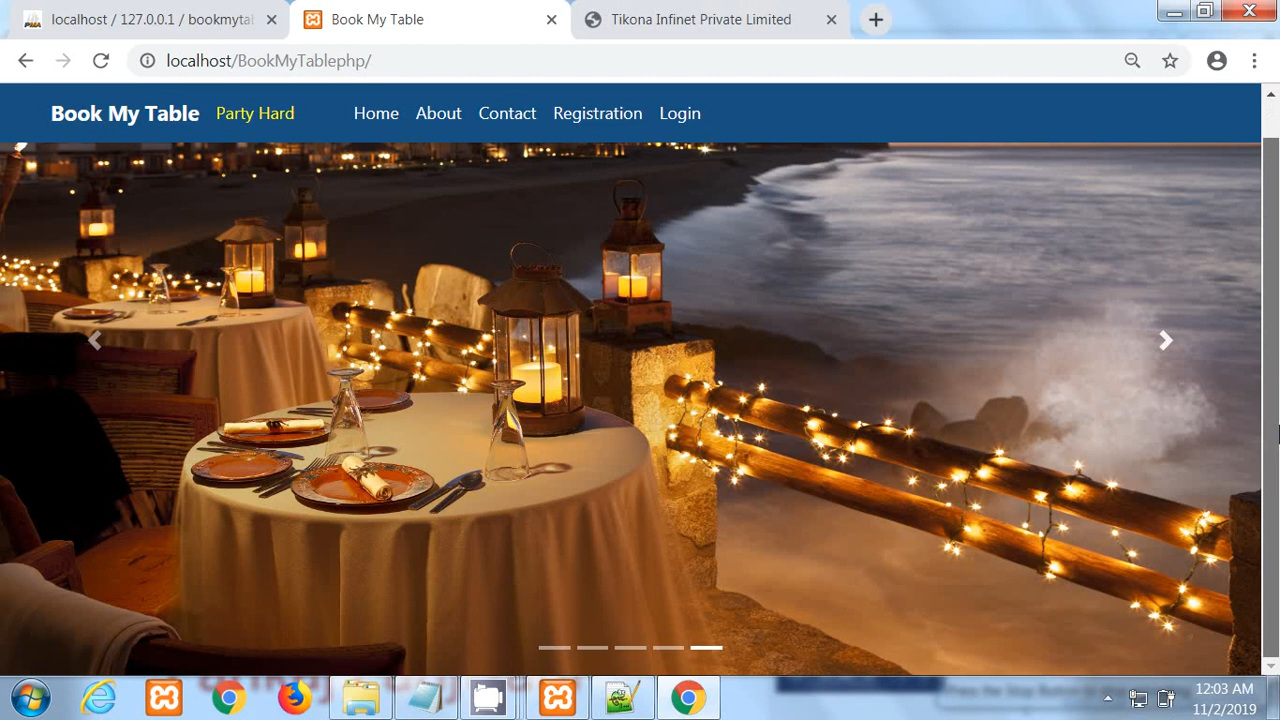 localhost / 127.0.0.1 / bookmytab
Book My Table
Tikona Infinet Private Limited
localhost/BookMyTablephp/
Book My Table Party Hard Home About Contact Registration Login
12:03 AM
11/2/2019